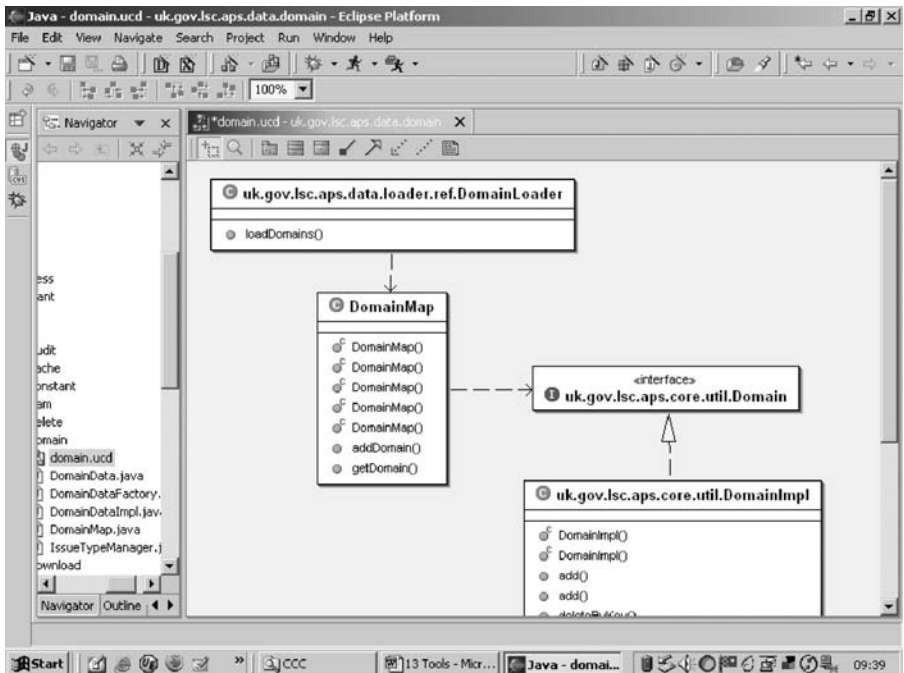 Java - domain.ucd - uk.gov.lsc.aps.data.domain - Eclipse Platform
File Edit View Navigate Search Project Run Window Help
100%
Navigator
*domain.ucd - uk.gov.lsc.aps.data.domain
ess
ant
udit
ache
onstant
am
elete
omain
domain.ucd
DomainData.java
DomainDataFactory.
DomainDataImpl.jav
DomainMap.java
IssueTypeManager.j
ownload
Navigator Outline
C uk.gov.lsc.aps.data.loader.ref.DomainLoader
loadDomains()
C DomainMap
c DomainMap()
c DomainMap()
c DomainMap()
c DomainMap()
c DomainMap()
addDomain()
getDomain()
«interface»
I uk.gov.lsc.aps.core.util.Domain
C uk.gov.lsc.aps.core.util.DomainImpl
c DomainImpl()
c DomainImpl()
add()
add()
deleteByKey()
Start
»
CCC
13 Tools - Micr...
Java - domai...
09:39